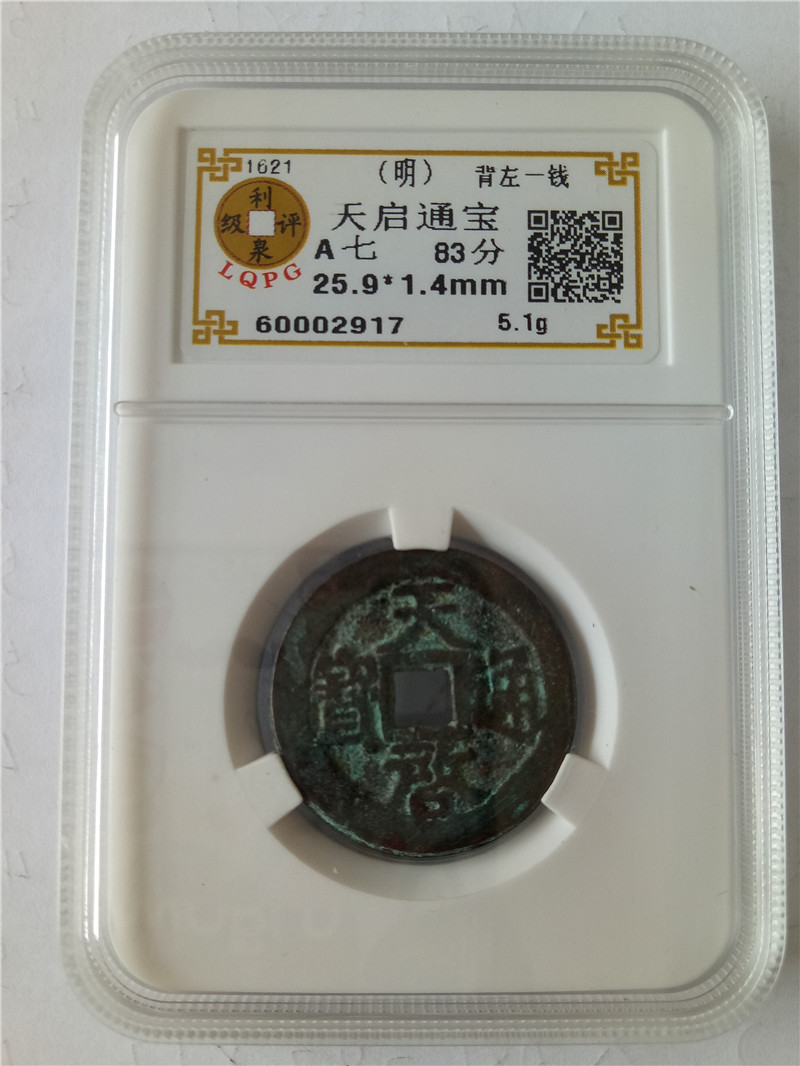 1621 (明) 背左一钱
利泉评级
LQPG
天启通宝
A七 83分
25.9*1.4mm
60002917 5.1g
天啓通寳